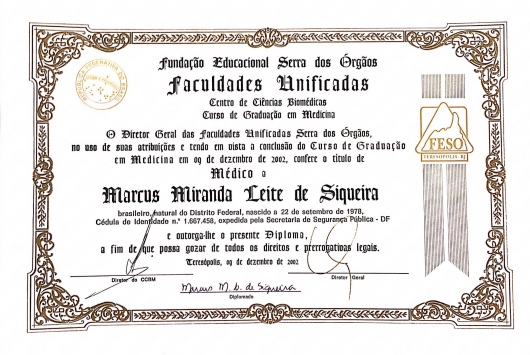 Fundação Educacional Serra dos Órgãos
Faculdades Unificadas
Centro de Ciências Biomédicas
Curso de Graduação em Medicina
O Diretor Geral das Faculdades Unificadas Serra dos Órgãos,
no uso de suas atribuições e tendo em vista a conclusão do Curso de Graduação
em Medicina em 09 de dezembro de 2002, confere o título de
Médico a
Marcus Miranda Leite de Siqueira
brasileiro, natural do Distrito Federal, nascido a 22 de setembro de 1978,
Cédula de Identidade n.º 1.667.458, expedida pela Secretaria de Segurança Pública - DF
e outorga-lhe o presente Diploma,
a fim de que possa gozar de todos os direitos e prerrogativas legais.
Teresópolis, 09 de dezembro de 2002
Diretor do CCBM
Diretor Geral
Diplomado
FESO
TERESÓPOLIS RJ